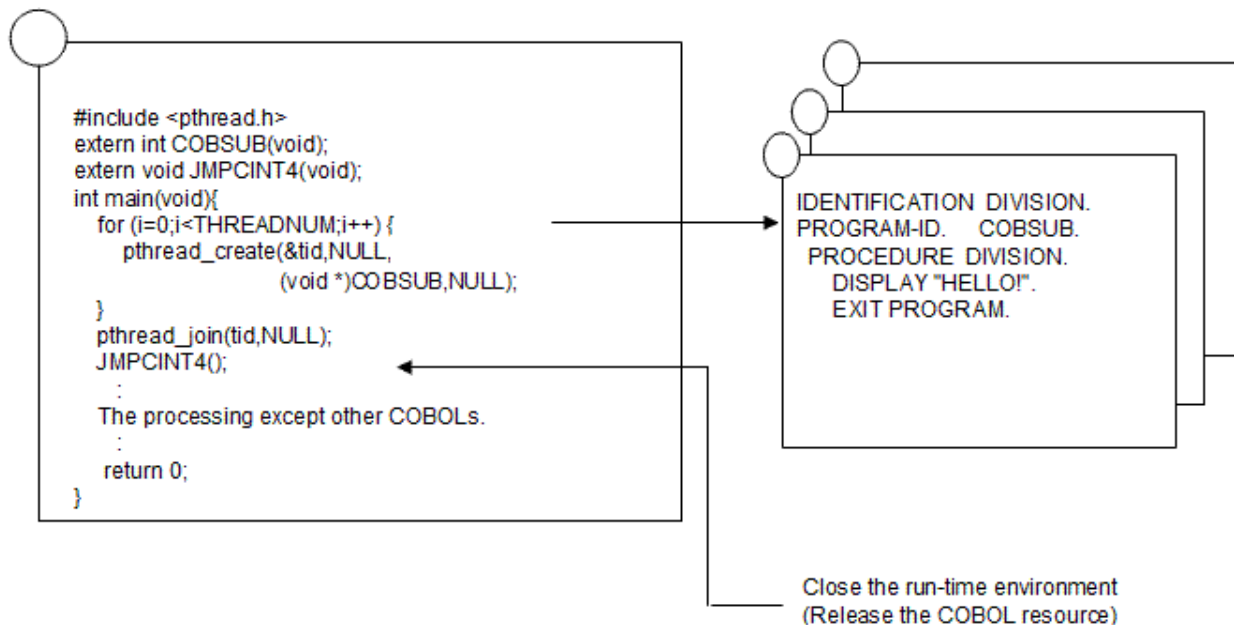 #include <pthread.h>
extern int COBSUB(void);
extern void JMPCINT4(void);
int main(void){
for (i=0;i<THREADNUM;i++) {
pthread_create(&tid,NULL,
(void *)COBSUB,NULL);
}
pthread_join(tid,NULL);
JMPCINT4();
:
The processing except other COBOLs.
:
return 0;
}
IDENTIFICATION DIVISION.
PROGRAM-ID. COBSUB.
PROCEDURE DIVISION.
DISPLAY "HELLO!".
EXIT PROGRAM.
Close the run-time environment
(Release the COBOL resource)